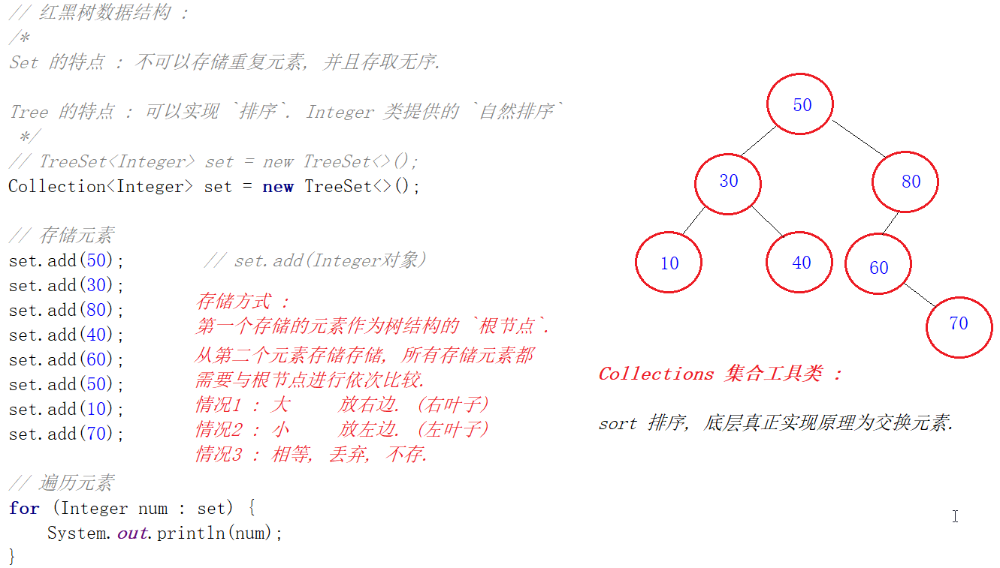 // 红黑树数据结构 :
/*
Set 的特点 : 不可以存储重复元素, 并且存取无序.
Tree 的特点 : 可以实现 `排序`. Integer 类提供的 `自然排序`
*/
// TreeSet<Integer> set = new TreeSet<>();
Collection<Integer> set = new TreeSet<>();
// 存储元素
set.add(50); // set.add(Integer对象)
set.add(30);
set.add(80);
set.add(40);
set.add(60);
set.add(50);
set.add(10);
set.add(70);
存储方式 :
第一个存储的元素作为树结构的 `根节点`.
从第二个元素存储存储, 所有存储元素都
需要与根节点进行依次比较.
情况1 : 大 放右边. (右叶子)
情况2 : 小 放左边. (左叶子)
情况3 : 相等, 丢弃, 不存.
// 遍历元素
for (Integer num : set) {
System.out.println(num);
}
50
30
80
10
40
60
70
Collections 集合工具类 :
sort 排序, 底层真正实现原理为交换元素.